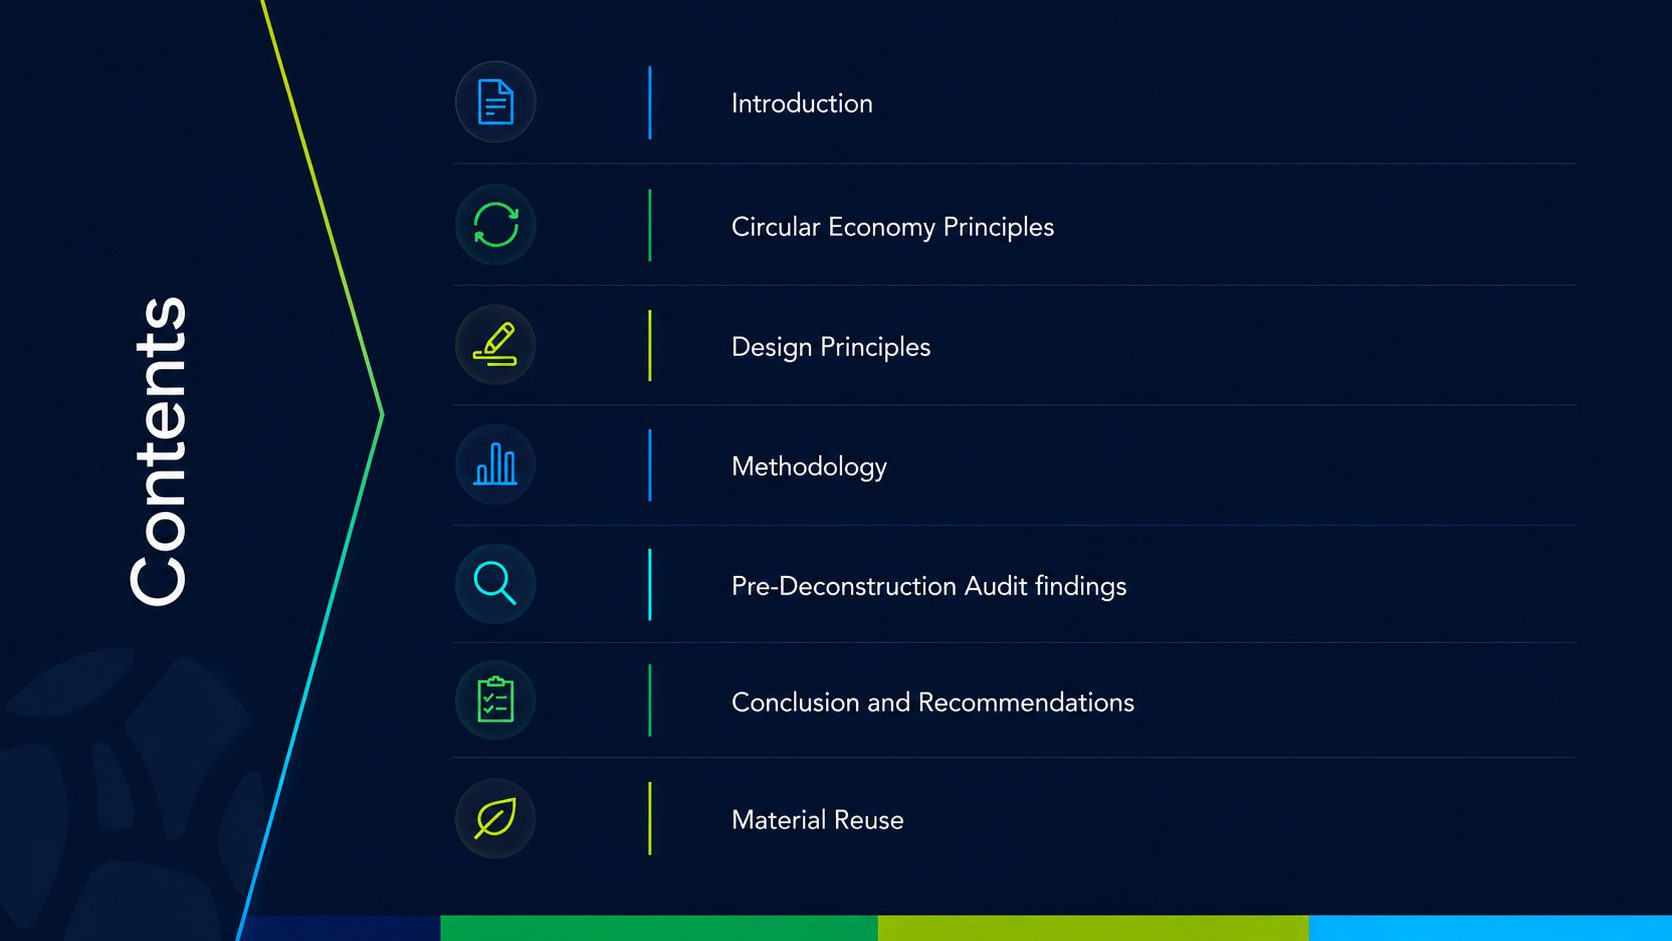 Contents
Introduction
Circular Economy Principles
Design Principles
Methodology
Pre-Deconstruction Audit findings
Conclusion and Recommendations
Material Reuse